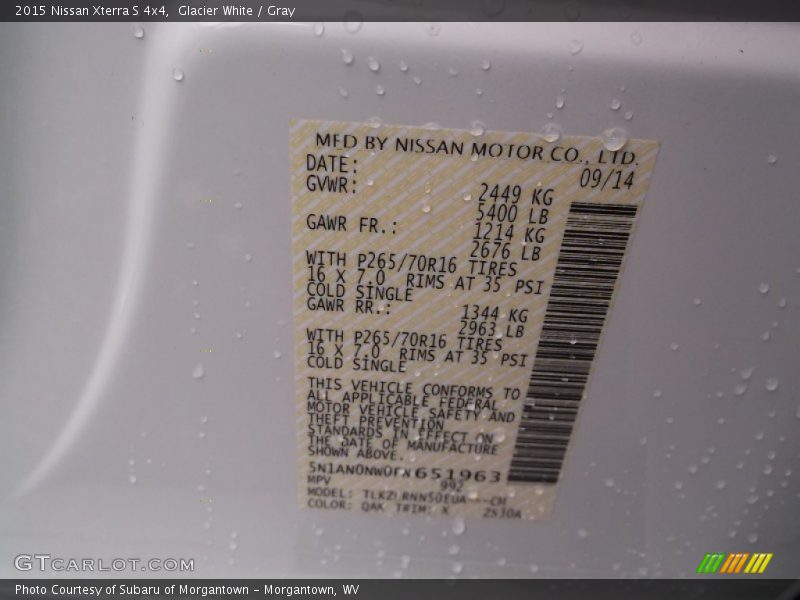 2015 Nissan Xterra S 4x4,  Glacier White / Gray
MFD BY NISSAN MOTOR CO., LTD.
DATE: 09/14
GVWR: 2449 KG
5400 LB
GAWR FR.: 1214 KG
2676 LB
WITH P265/70R16 TIRES
16 X 7.0 RIMS AT 35 PSI
COLD SINGLE
GAWR RR.: 1344 KG
2963 LB
WITH P265/70R16 TIRES
16 X 7.0 RIMS AT 35 PSI
COLD SINGLE
THIS VEHICLE CONFORMS TO
ALL APPLICABLE FEDERAL
MOTOR VEHICLE SAFETY AND
THEFT PREVENTION
STANDARDS IN EFFECT ON
THE DATE OF MANUFACTURE
SHOWN ABOVE.
651963
MPV 992
MODEL:
COLOR: QAK TRIM: X
GTCARLOT.COM
Photo Courtesy of Subaru of Morgantown - Morgantown, WV